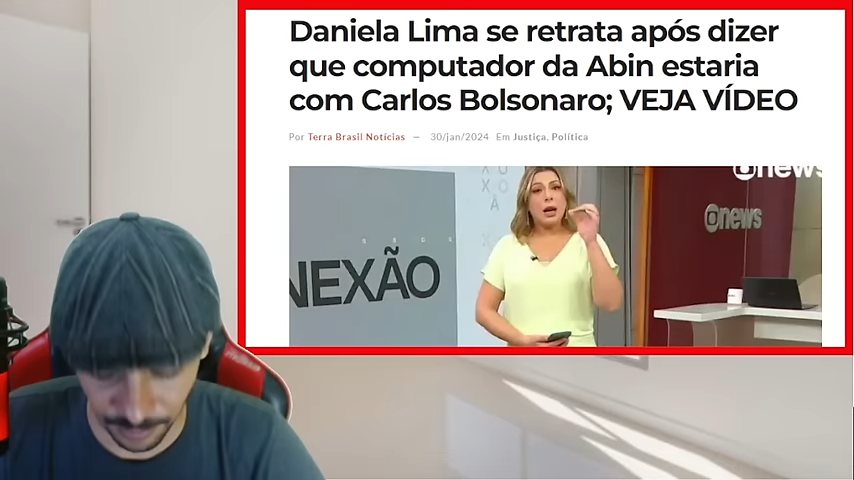 Daniela Lima se retrata após dizer
que computador da Abin estaria
com Carlos Bolsonaro; VEJA VÍDEO
Por Terra Brasil Notícias — 30/jan/2024 Em Justiça, Política
news
news
NEXÃO